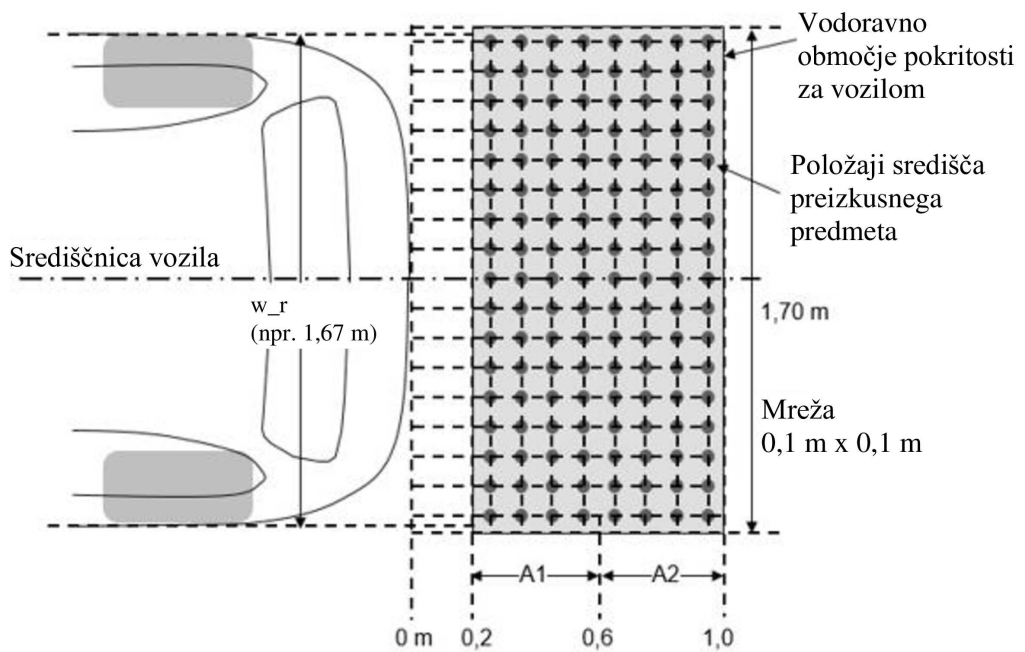 Vodoravno
območje pokritosti
za vozilom
Položaji središča
preizkusnega
predmeta
Središčnica vozila
w_r
(npr. 1,67 m)
1,70 m
Mreža
0,1 m x 0,1 m
A1
A2
0 m
0,2
0,6
1,0